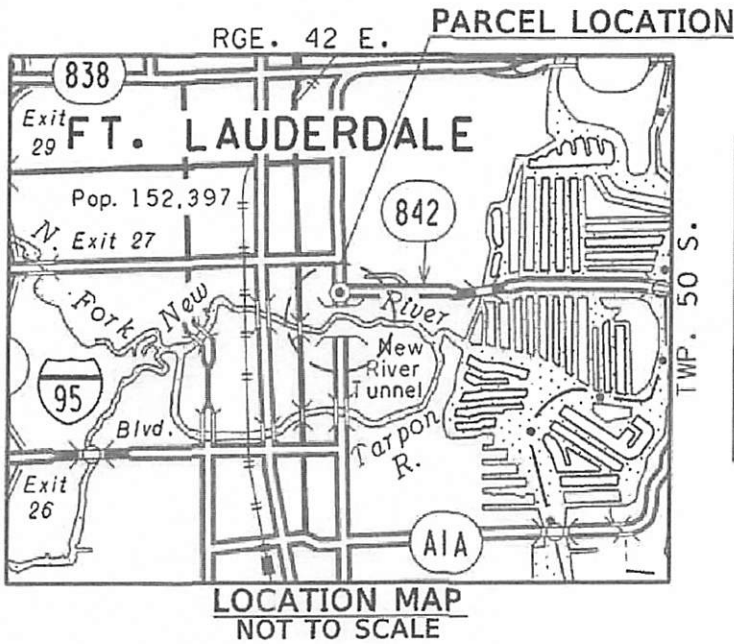 PARCEL LOCATION
RGE. 42 E.
838
Exit
29
FT. LAUDERDALE
Pop. 152,397
842
N.
Exit 27
TWP. 50 S.
Fork
New
River
New
River
Tunnel
95
Blvd.
Tarpon
R.
Exit
26
A1A
LOCATION MAP
NOT TO SCALE